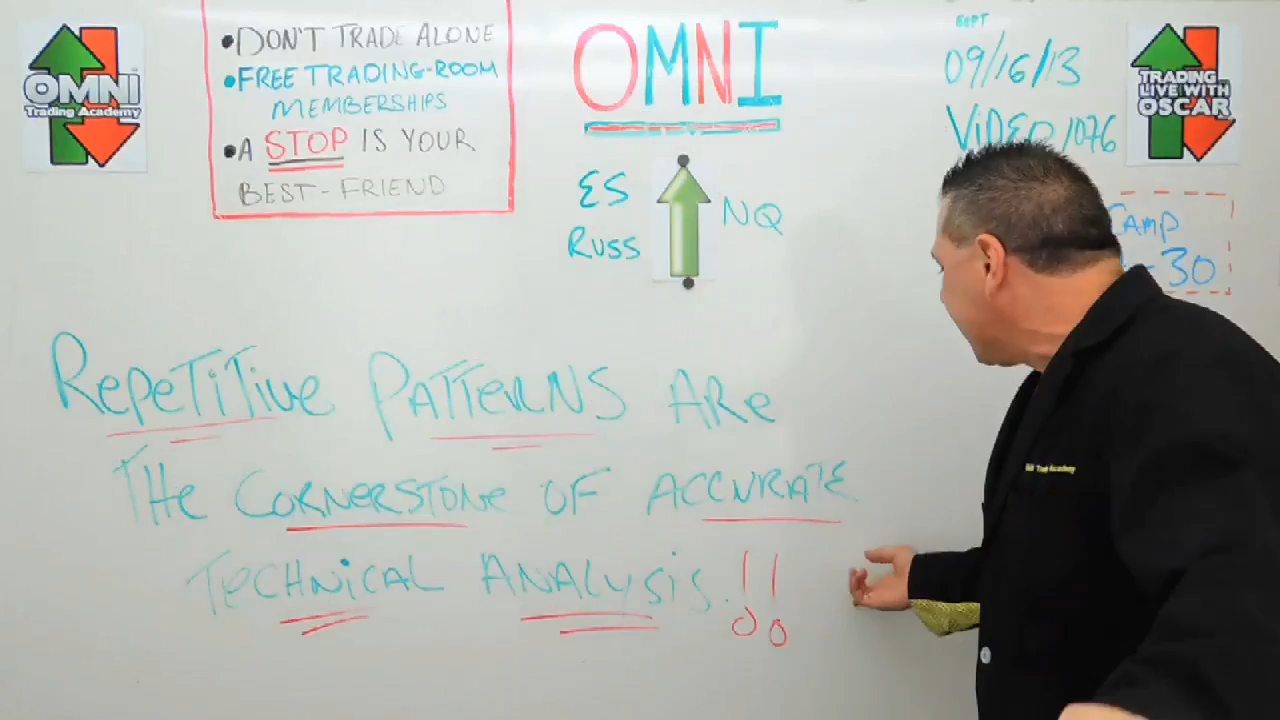 OMNI
Trading Academy
•DON'T TRADE ALONE
•FREE TRADING-ROOM
MEMBERSHIPS
•A STOP IS YOUR
BEST-FRIEND
OMNI
ES
RUSS
NQ
09/16/13
VIDEO 1076
TRADING
LIVE WITH
OSCAR
CAMP
30
REPETITIVE PATTERNS ARE
THE CORNERSTONE OF ACCURATE
TECHNICAL ANALYSIS.!!
Academy